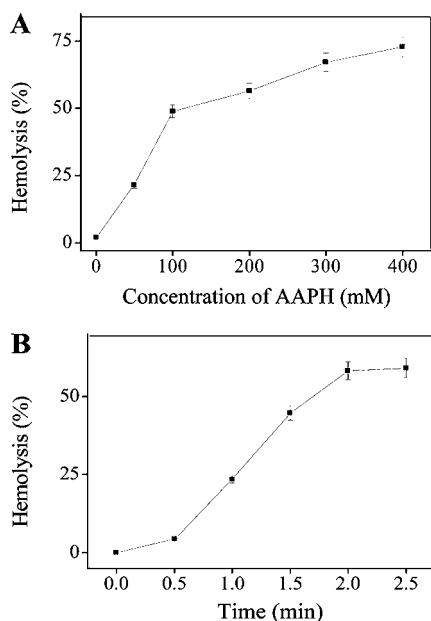 A
Hemolysis (%)
75
50
25
0
0 100 200 300 400
Concentration of AAPH (mM)
B
Hemolysis (%)
50
25
0
0.0 0.5 1.0 1.5 2.0 2.5
Time (min)